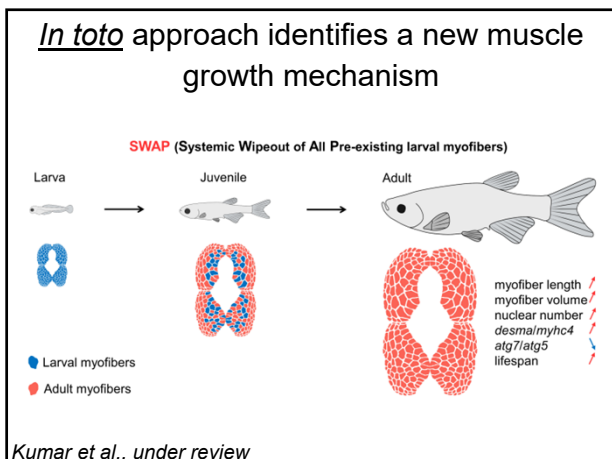 In toto approach identifies a new muscle
growth mechanism
SWAP (Systemic Wipeout of All Pre-existing larval myofibers)
Larva
Juvenile
Adult
myofiber length
myofiber volume
nuclear number
desma/myhc4
atg7/atg5
lifespan
Larval myofibers
Adult myofibers
Kumar et al., under review